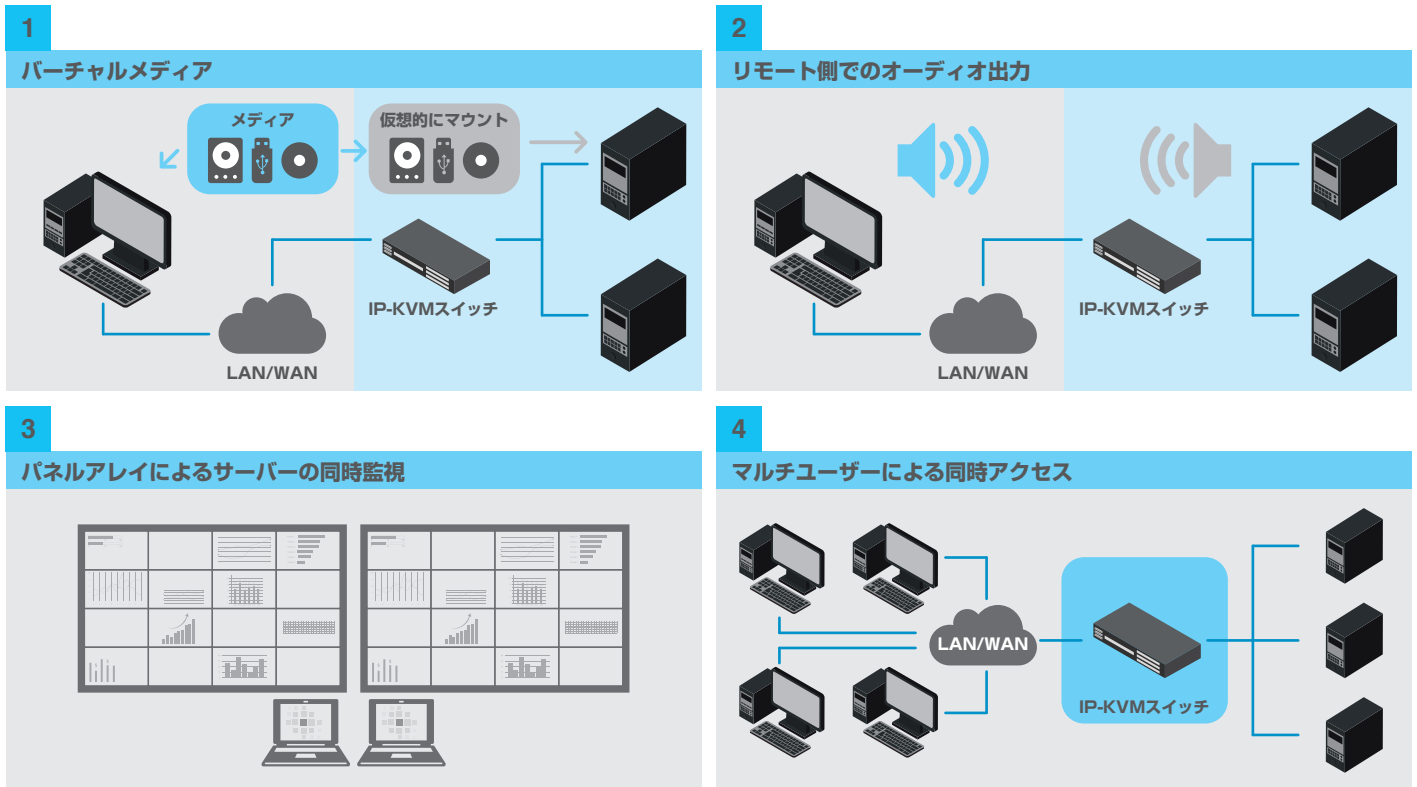 1
バーチャルメディア
メディア
仮想的にマウント
IP-KVMスイッチ
LAN/WAN
2
リモート側でのオーディオ出力
IP-KVMスイッチ
LAN/WAN
3
パネルアレイによるサーバーの同時監視
4
マルチユーザーによる同時アクセス
LAN/WAN
IP-KVMスイッチ